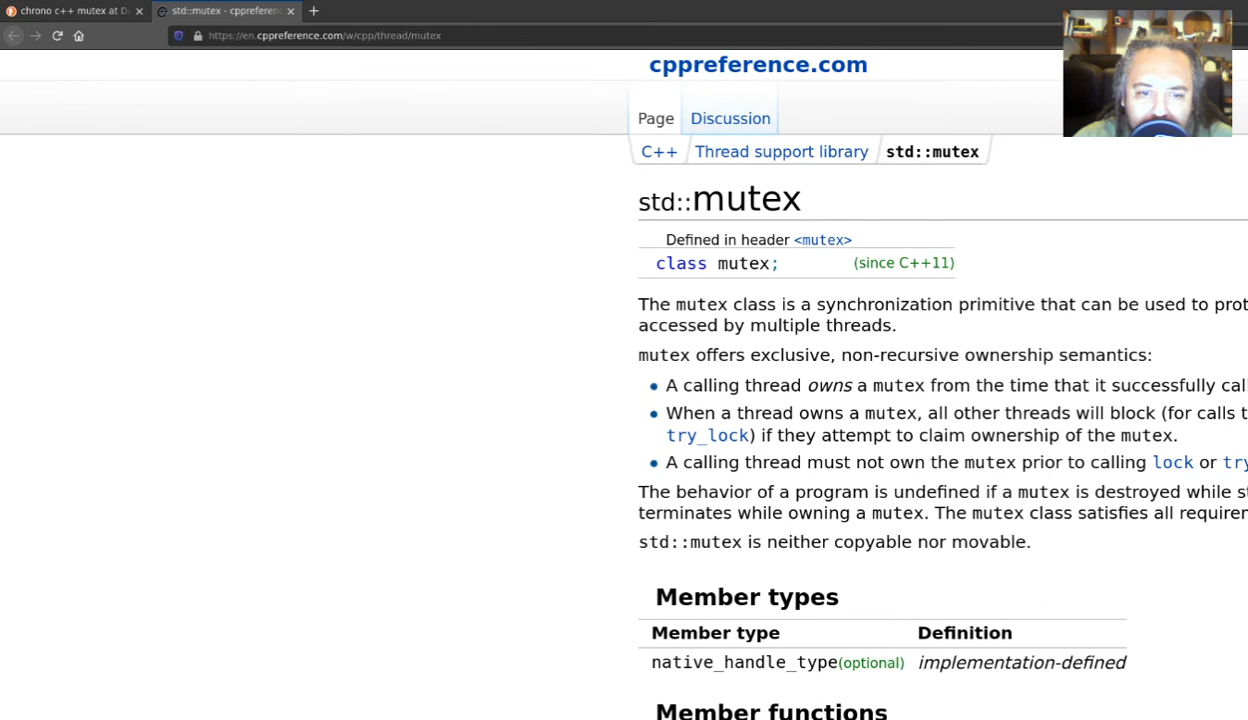 chrono c++ mutex at D
std::mutex - cppreferenc
https://en.cppreference.com/w/cpp/thread/mutex
cppreference.com
Page Discussion
C++ Thread support library std::mutex
std::mutex
Defined in header <mutex>
class mutex; (since C++11)
The mutex class is a synchronization primitive that can be used to prot
accessed by multiple threads.
mutex offers exclusive, non-recursive ownership semantics:
• A calling thread owns a mutex from the time that it successfully call
• When a thread owns a mutex, all other threads will block (for calls t
try_lock) if they attempt to claim ownership of the mutex.
• A calling thread must not own the mutex prior to calling lock or try
The behavior of a program is undefined if a mutex is destroyed while st
terminates while owning a mutex. The mutex class satisfies all requirer
std::mutex is neither copyable nor movable.
Member types
Member type Definition
native_handle_type(optional) implementation-defined
Member functions